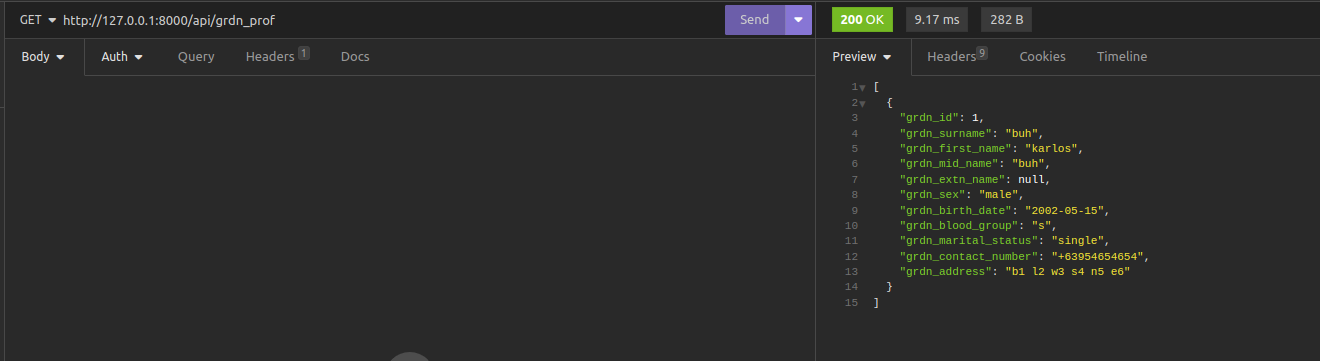 GET http://127.0.0.1:8000/api/grdn_prof Send 200 OK 9.17 ms 282 B
Body Auth Query Headers 1 Docs Preview Headers 9 Cookies Timeline
1 [
2 {
3 "grdn_id": 1,
4 "grdn_surname": "buh",
5 "grdn_first_name": "karlos",
6 "grdn_mid_name": "buh",
7 "grdn_extn_name": null,
8 "grdn_sex": "male",
9 "grdn_birth_date": "2002-05-15",
10 "grdn_blood_group": "s",
11 "grdn_marital_status": "single",
12 "grdn_contact_number": "+63954654654",
13 "grdn_address": "b1 l2 w3 s4 n5 e6"
14 }
15 ]